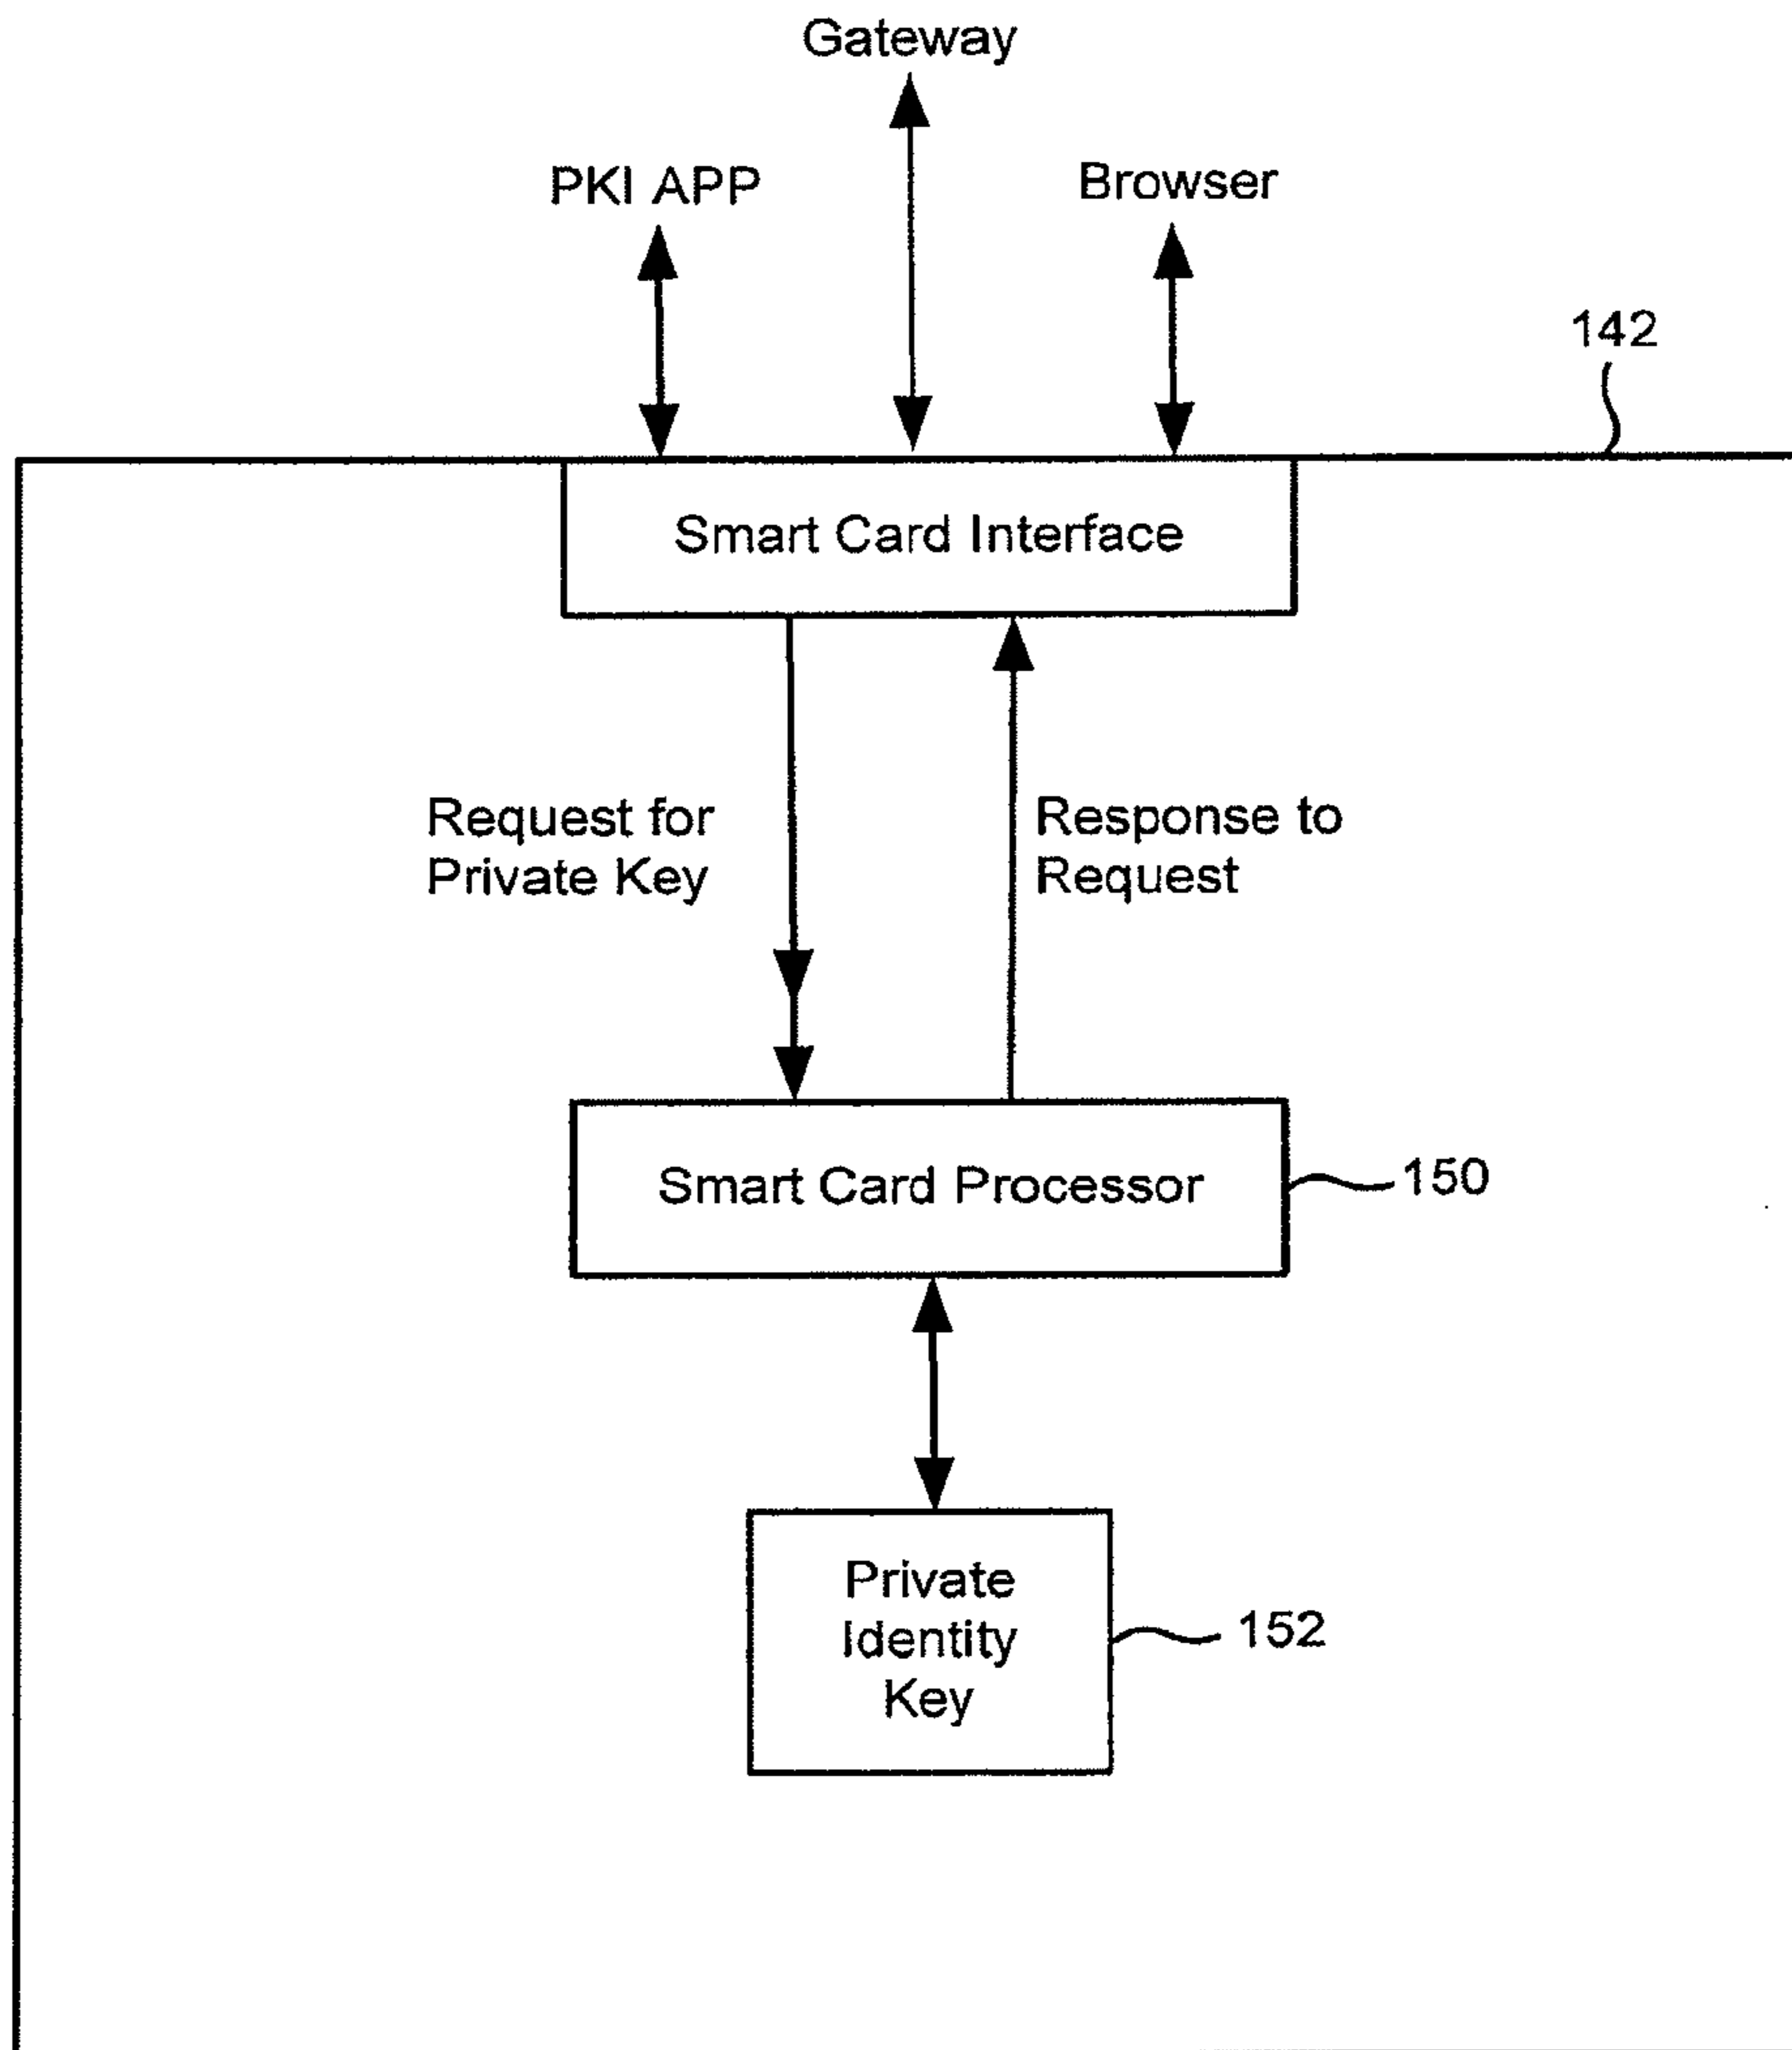 Gateway
PKI APP
Browser
142
Smart Card Interface
Request for
Private Key
Response to
Request
Smart Card Processor
150
Private
Identity
Key
152